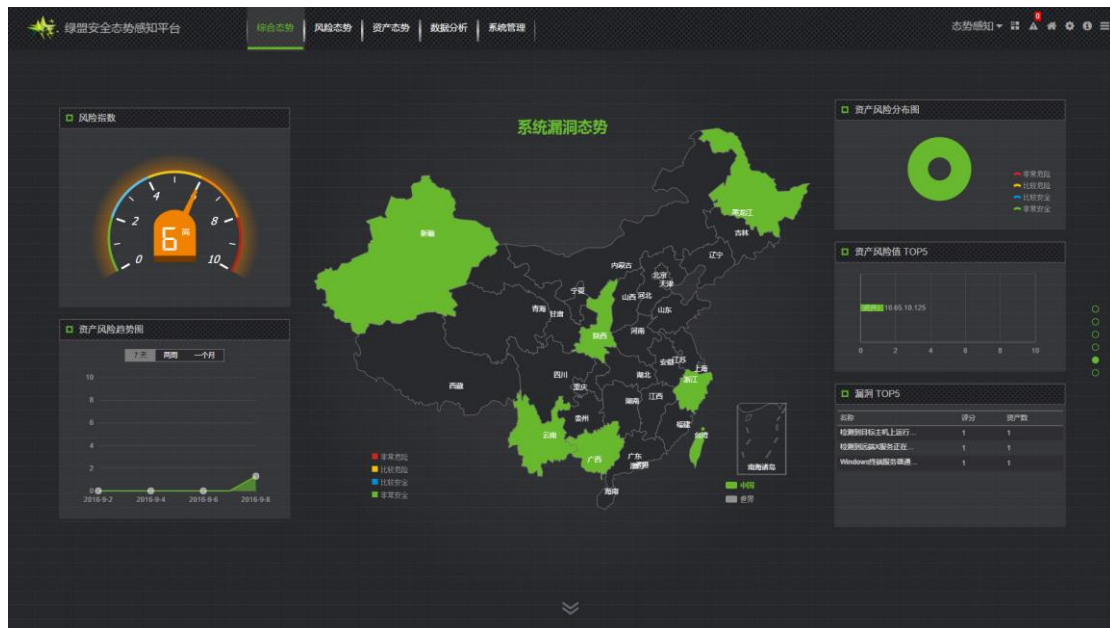 绿盟安全态势感知平台
综合态势 风险态势 资产态势 数据分析 系统管理
态势感知
0
风险指数
0 2 4 6 8 10
6 高
资产风险趋势图
7天 两周 一个月
10
8
6
4
2
0
2016-9-2 2016-9-4 2016-9-6 2016-9-8
系统漏洞态势
新疆
黑龙江
吉林
辽宁
内蒙古
北京
天津
宁夏
山西
河北
青海
甘肃
山东
陕西
河南
安徽
江苏
上海
西藏
四川
重庆
湖北
浙江
湖南
江西
贵州
福建
云南
广西
广东
台湾
海南
南海诸岛
非常危险
比较危险
比较安全
非常安全
中国
世界
资产风险分布图
非常危险
比较危险
比较安全
非常安全
资产风险值 TOP5
10.65.10.125
0 2 4 6 8 10
漏洞 TOP5
名称 评分 资产数
检测到目标主机上运行... 1 1
检测到远端X服务正在... 1 1
Windows终端服务器通... 1 1